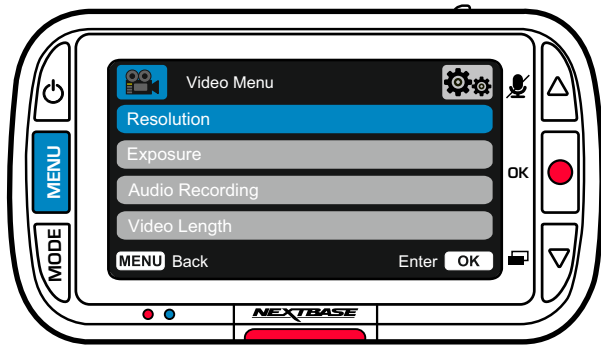 Video Menu
Resolution
Exposure
Audio Recording
Video Length
MENU Back
Enter OK
MENU
MODE
OK
NEXTBASE